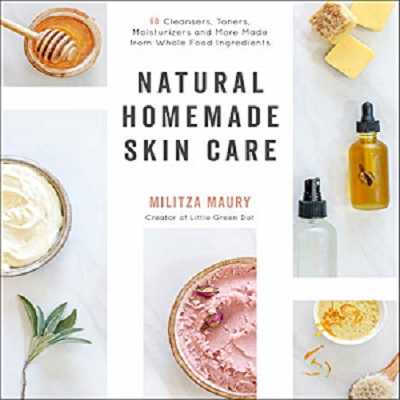 60 Cleansers, Toners,
Moisturizers and More Made
from Whole Food Ingredients
NATURAL
HOMEMADE
SKIN CARE
MILITZA MAURY
Creator of Little Green Dot